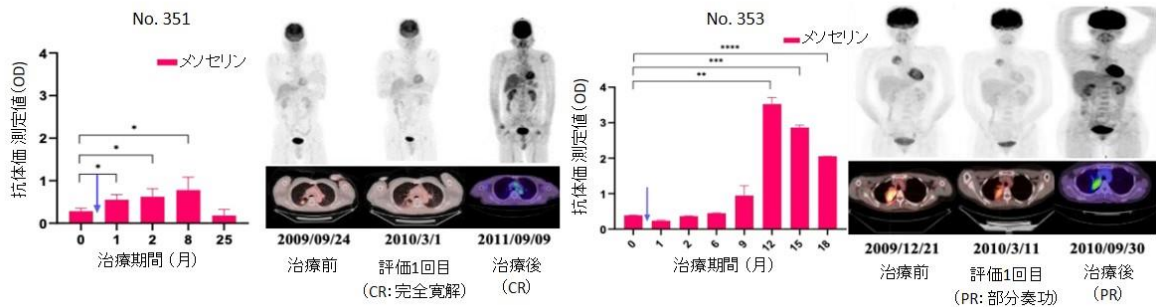 No. 351
メソセリン
抗体価 測定値(OD)
4
3
2
1
0
*
*
*
0 1 2 8 25
治療期間 (月)
2009/09/24
治療前
2010/3/1
評価1回目
(CR: 完全寛解)
2011/09/09
治療後
(CR)
No. 353
メソセリン
抗体価 測定値(OD)
4
3
2
1
0
****
***
**
0 1 2 6 9 12 15 18
治療期間 (月)
2009/12/21
治療前
2010/3/11
評価1回目
(PR: 部分奏功)
2010/09/30
治療後
(PR)